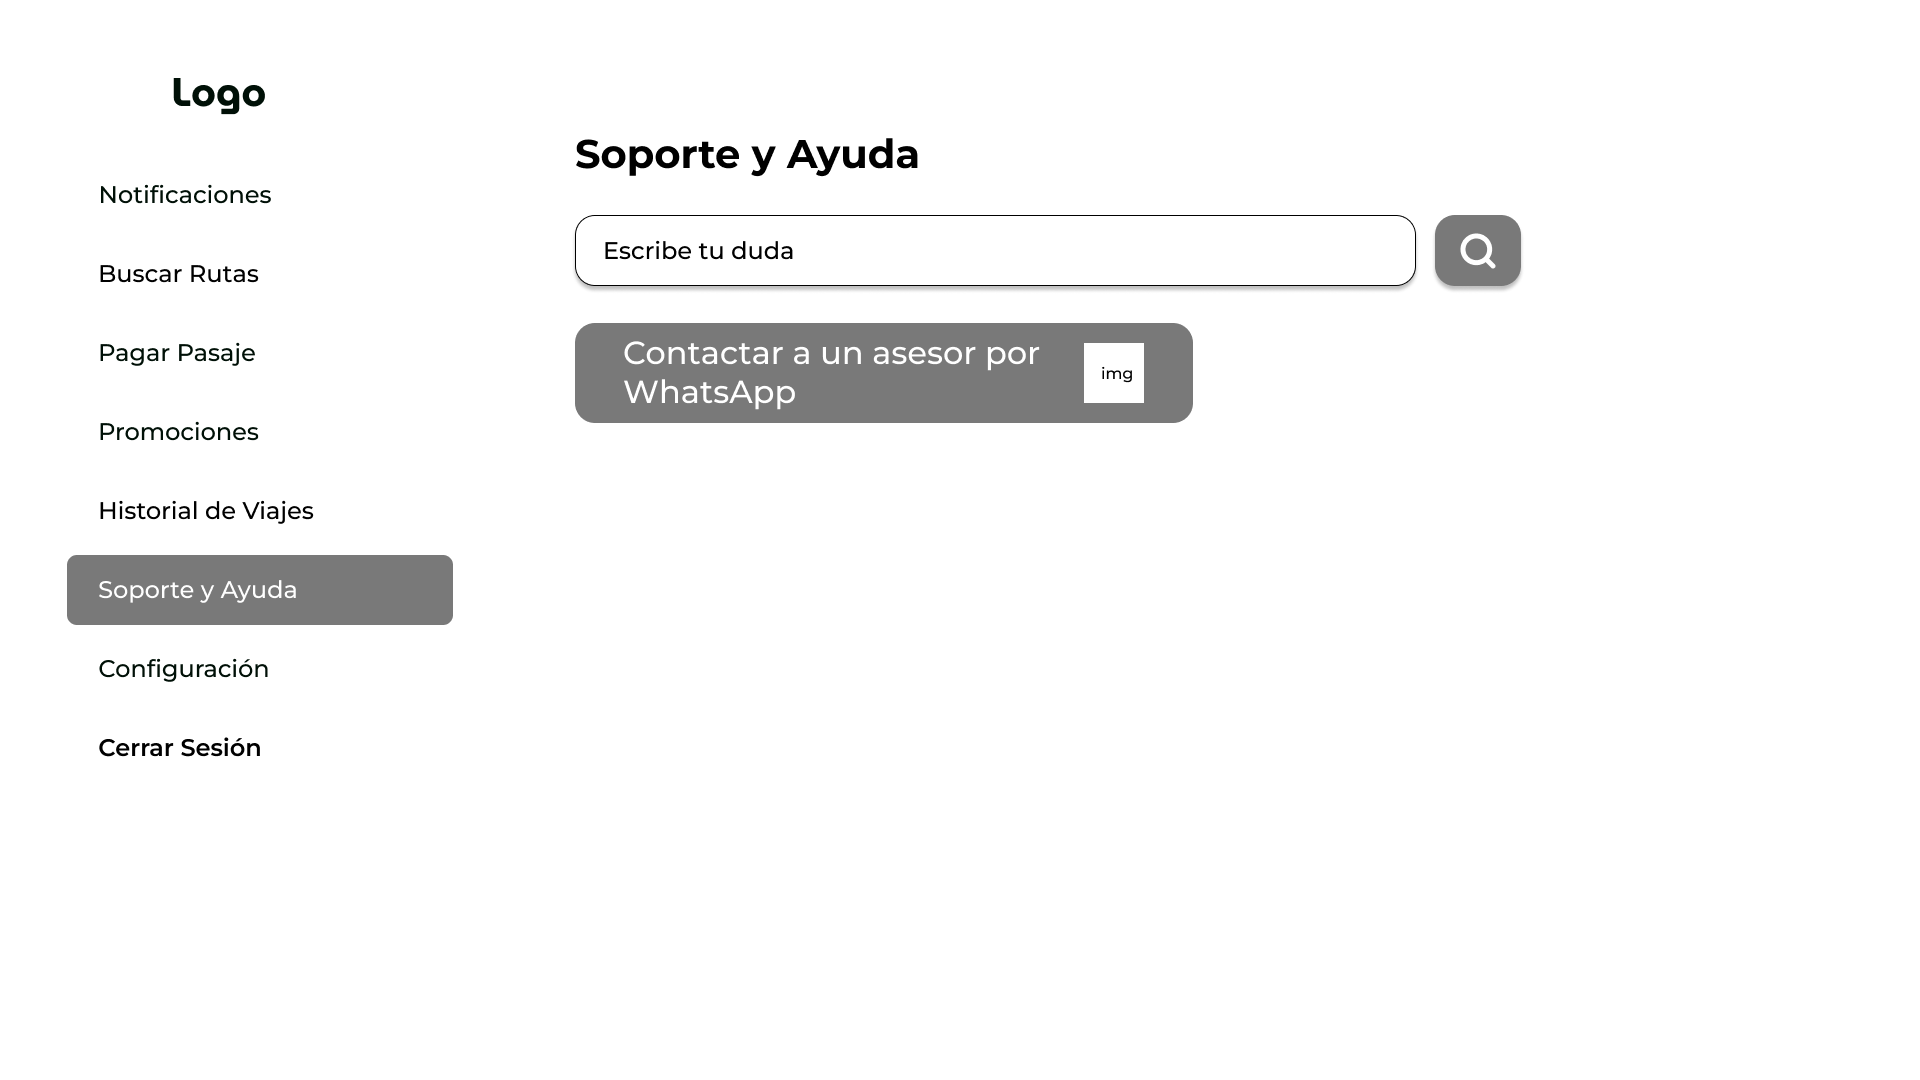 Logo
Notificaciones
Buscar Rutas
Pagar Pasaje
Promociones
Historial de Viajes
Soporte y Ayuda
Configuración
Cerrar Sesión
Soporte y Ayuda
Escribe tu duda
Contactar a un asesor por
WhatsApp
img